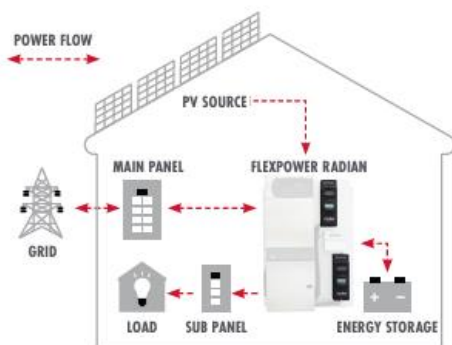 POWER FLOW
PV SOURCE
MAIN PANEL
FLEXPOWER RADIAN
GRID
LOAD
SUB PANEL
ENERGY STORAGE